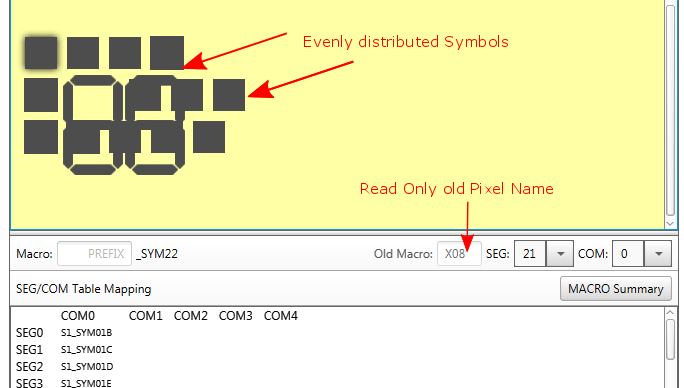 Evenly distributed Symbols
Read Only old Pixel Name
Macro: PREFIX _SYM22 Old Macro: X08 SEG: 21 COM: 0
SEG/COM Table Mapping MACRO Summary
COM0 COM1 COM2 COM3 COM4
SEG0 S1_SYM01B
SEG1 S1_SYM01C
SEG2 S1_SYM01D
SEG3 S1_SYM01E